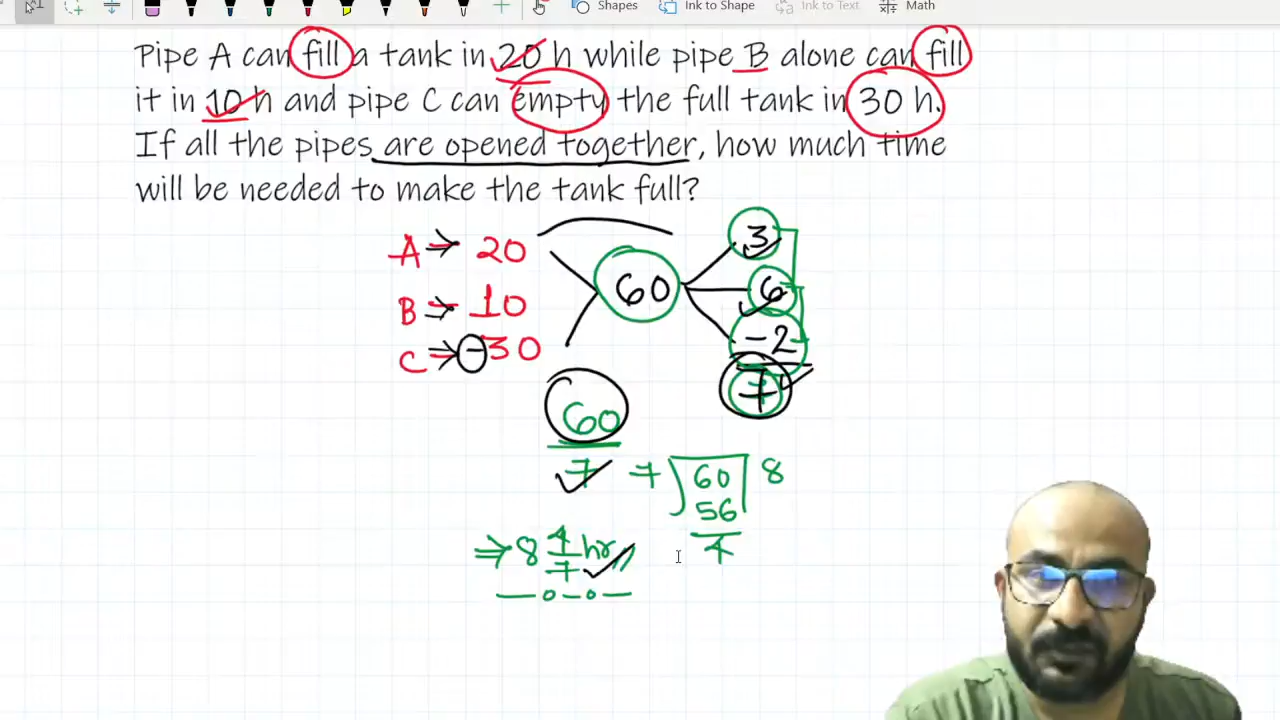 Shapes Ink to Shape Ink to Text Math
Pipe A can fill a tank in 20 h while pipe B alone can fill
it in 10 h and pipe C can empty the full tank in 30 h.
If all the pipes are opened together, how much time
will be needed to make the tank full?
A → 20
B → 10
C → -30
60
3
6
-2
7
60
7
7 ) 60 8
56
4
⇒ 8 4/7 hr